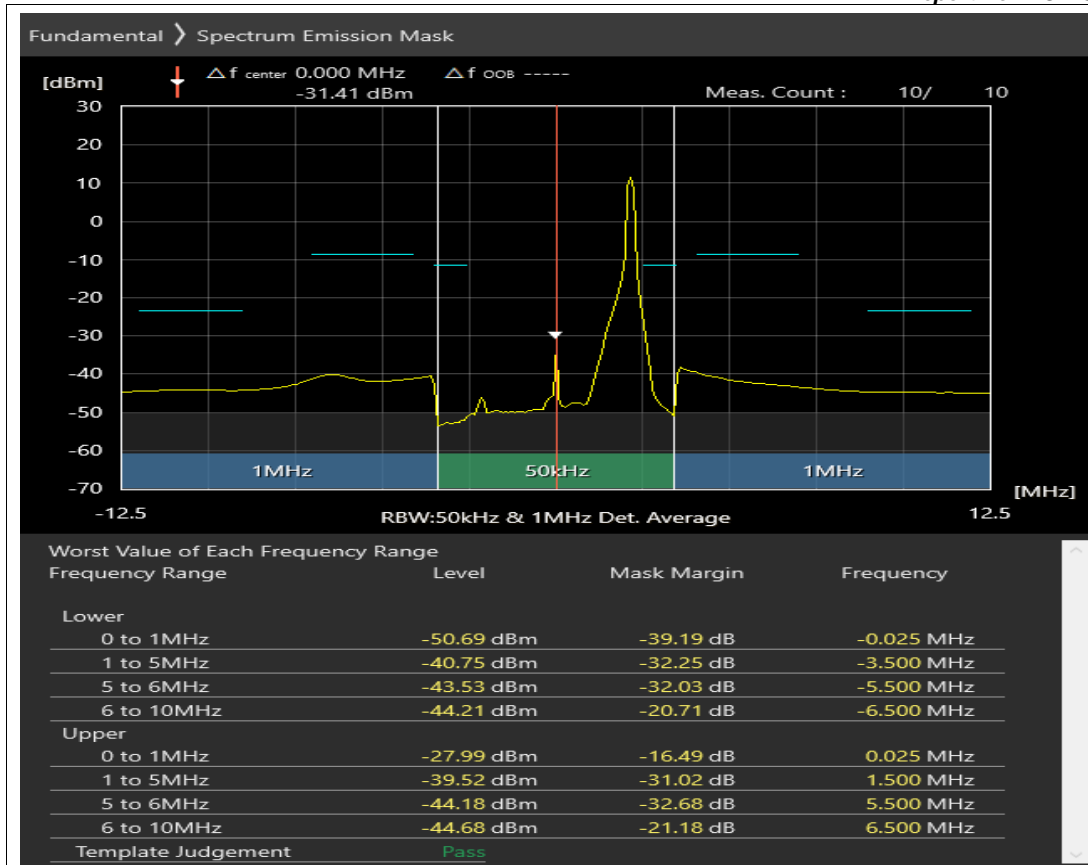 Fundamental ❯ Spectrum Emission Mask
[dBm]
△f center 0.000 MHz △f OOB -----
-31.41 dBm Meas. Count : 10/ 10
30
20
10
0
-10
-20
-30
-40
-50
-60
-70
1MHz 50kHz 1MHz
[MHz]
-12.5 RBW:50kHz & 1MHz Det. Average 12.5
Worst Value of Each Frequency Range
Frequency Range Level Mask Margin Frequency
Lower
0 to 1MHz -50.69 dBm -39.19 dB -0.025 MHz
1 to 5MHz -40.75 dBm -32.25 dB -3.500 MHz
5 to 6MHz -43.53 dBm -32.03 dB -5.500 MHz
6 to 10MHz -44.21 dBm -20.71 dB -6.500 MHz
Upper
0 to 1MHz -27.99 dBm -16.49 dB 0.025 MHz
1 to 5MHz -39.52 dBm -31.02 dB 1.500 MHz
5 to 6MHz -44.18 dBm -32.68 dB 5.500 MHz
6 to 10MHz -44.68 dBm -21.18 dB 6.500 MHz
Template Judgement Pass